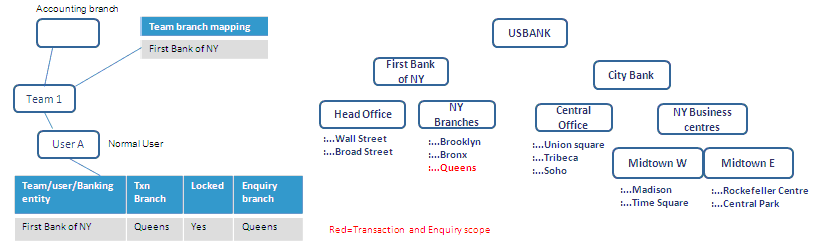 Accounting branch
Team branch mapping
First Bank of NY
Team 1
User A
Normal User
Team/user/Banking entity
Txn Branch
Locked
Enquiry branch
First Bank of NY
Queens
Yes
Queens
USBANK
First Bank
of NY
City Bank
Head Office
NY
Branches
Central
Office
NY Business
centres
:...Wall Street
:...Broad Street
:...Brooklyn
:...Bronx
:...Queens
:...Union square
:...Tribeca
:...Soho
Midtown W
Midtown E
:...Madison
:...Time Square
:...Rockefeller Centre
:...Central Park
Red=Transaction and Enquiry scope